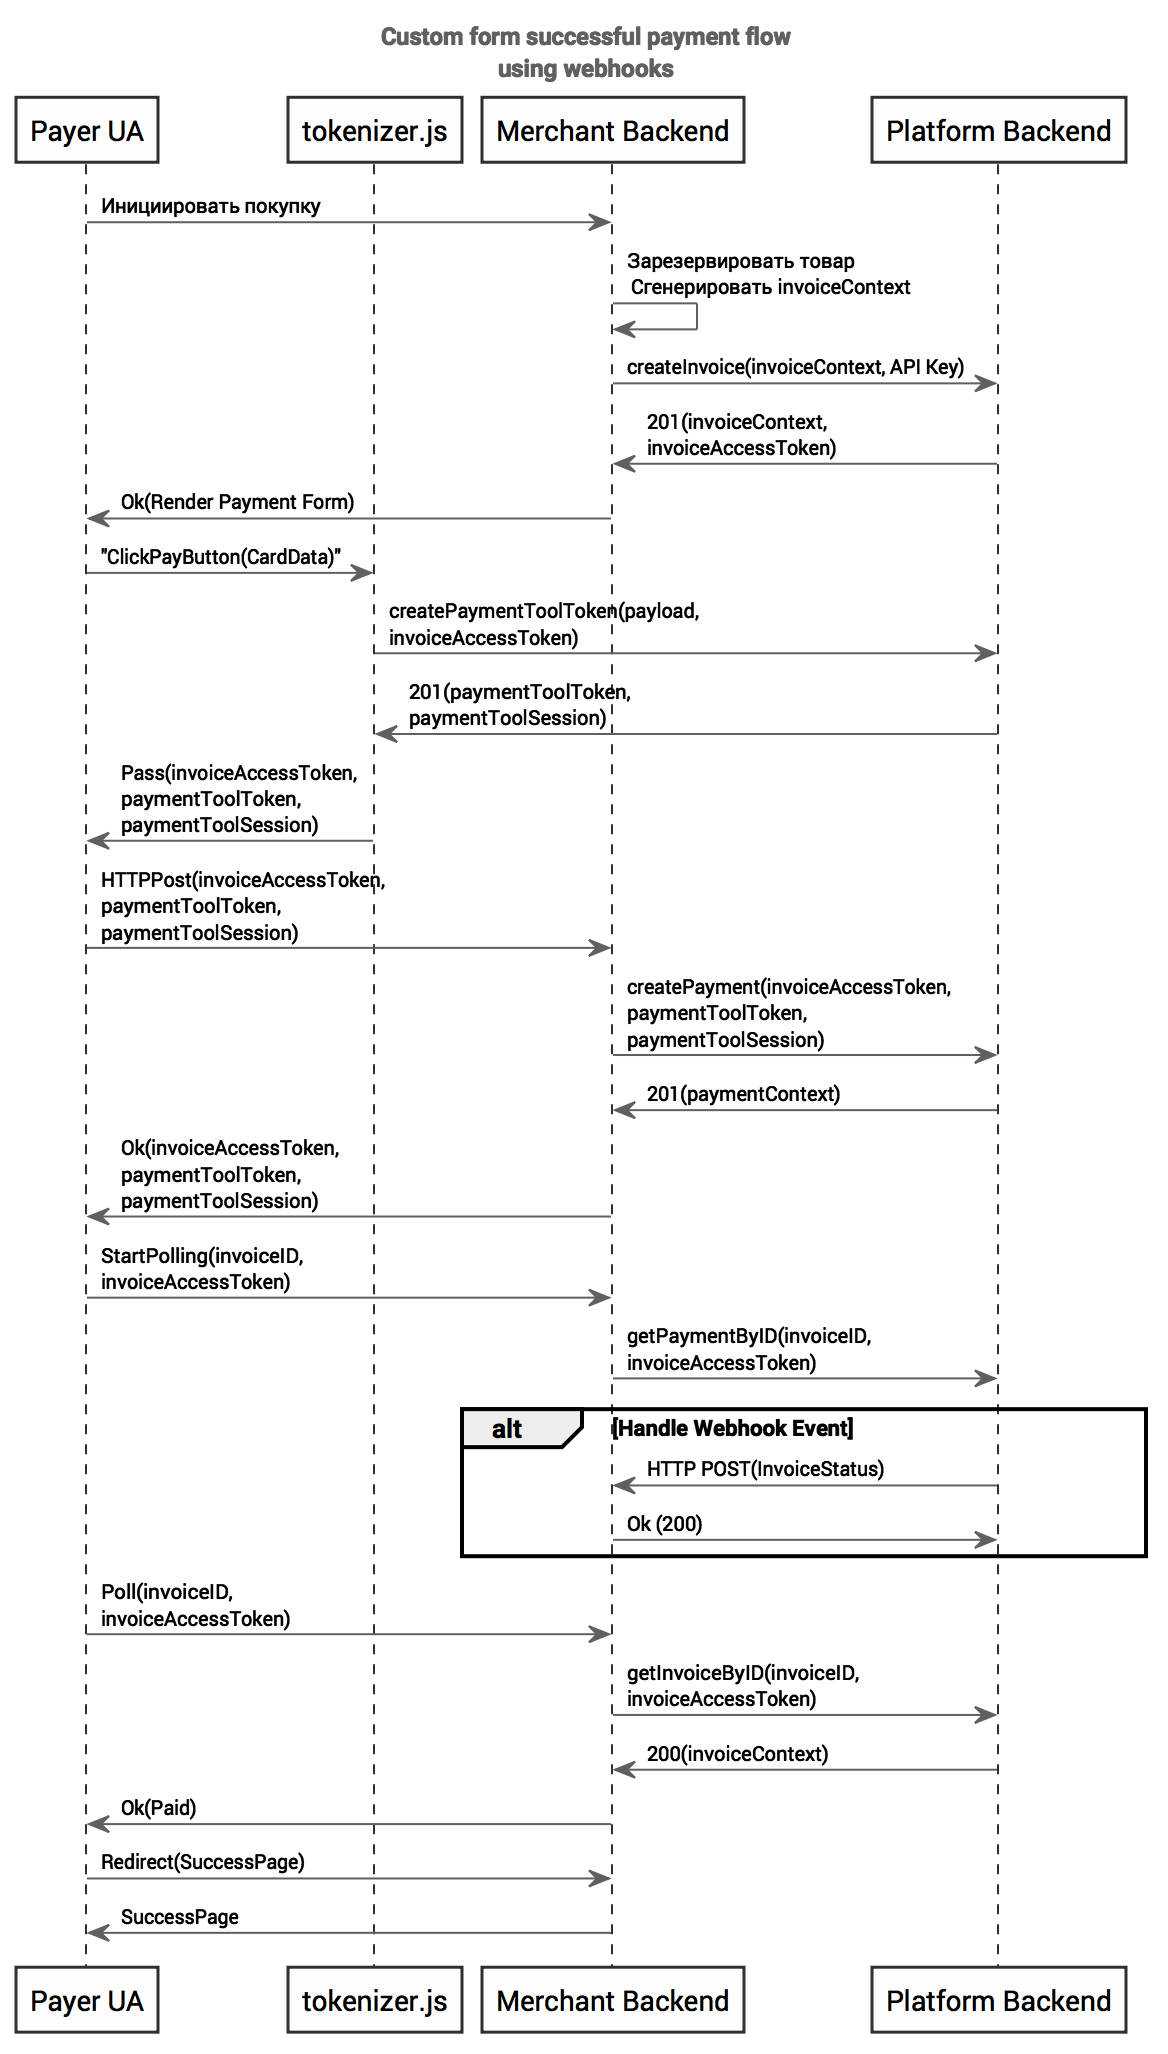 Custom form successful payment flow
using webhooks
Payer UA
tokenizer.js
Merchant Backend
Platform Backend
Инициировать покупку
Зарезервировать товар
Сгенерировать invoiceContext
createInvoice(invoiceContext, API Key)
201(invoiceContext,
invoiceAccessToken)
Ok(Render Payment Form)
"ClickPayButton(CardData)"
createPaymentToolToken(payload,
invoiceAccessToken)
201(paymentToolToken,
paymentToolSession)
Pass(invoiceAccessToken,
paymentToolToken,
paymentToolSession)
HTTPPost(invoiceAccessToken,
paymentToolToken,
paymentToolSession)
createPayment(invoiceAccessToken,
paymentToolToken,
paymentToolSession)
201(paymentContext)
Ok(invoiceAccessToken,
paymentToolToken,
paymentToolSession)
StartPolling(invoiceID,
invoiceAccessToken)
getPaymentByID(invoiceID,
invoiceAccessToken)
alt
[Handle Webhook Event]
HTTP POST(InvoiceStatus)
Ok (200)
Poll(invoiceID,
invoiceAccessToken)
getInvoiceByID(invoiceID,
invoiceAccessToken)
200(invoiceContext)
Ok(Paid)
Redirect(SuccessPage)
SuccessPage
Payer UA
tokenizer.js
Merchant Backend
Platform Backend